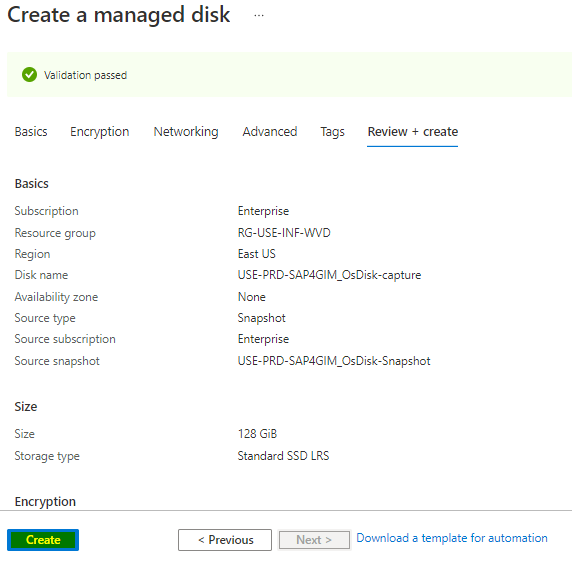 Create a managed disk ...
Validation passed
Basics Encryption Networking Advanced Tags Review + create
Basics
Subscription Enterprise
Resource group RG-USE-INF-WVD
Region East US
Disk name USE-PRD-SAP4GIM_OsDisk-capture
Availability zone None
Source type Snapshot
Source subscription Enterprise
Source snapshot USE-PRD-SAP4GIM_OsDisk-Snapshot
Size
Size 128 GiB
Storage type Standard SSD LRS
Encryption
Create < Previous Next > Download a template for automation